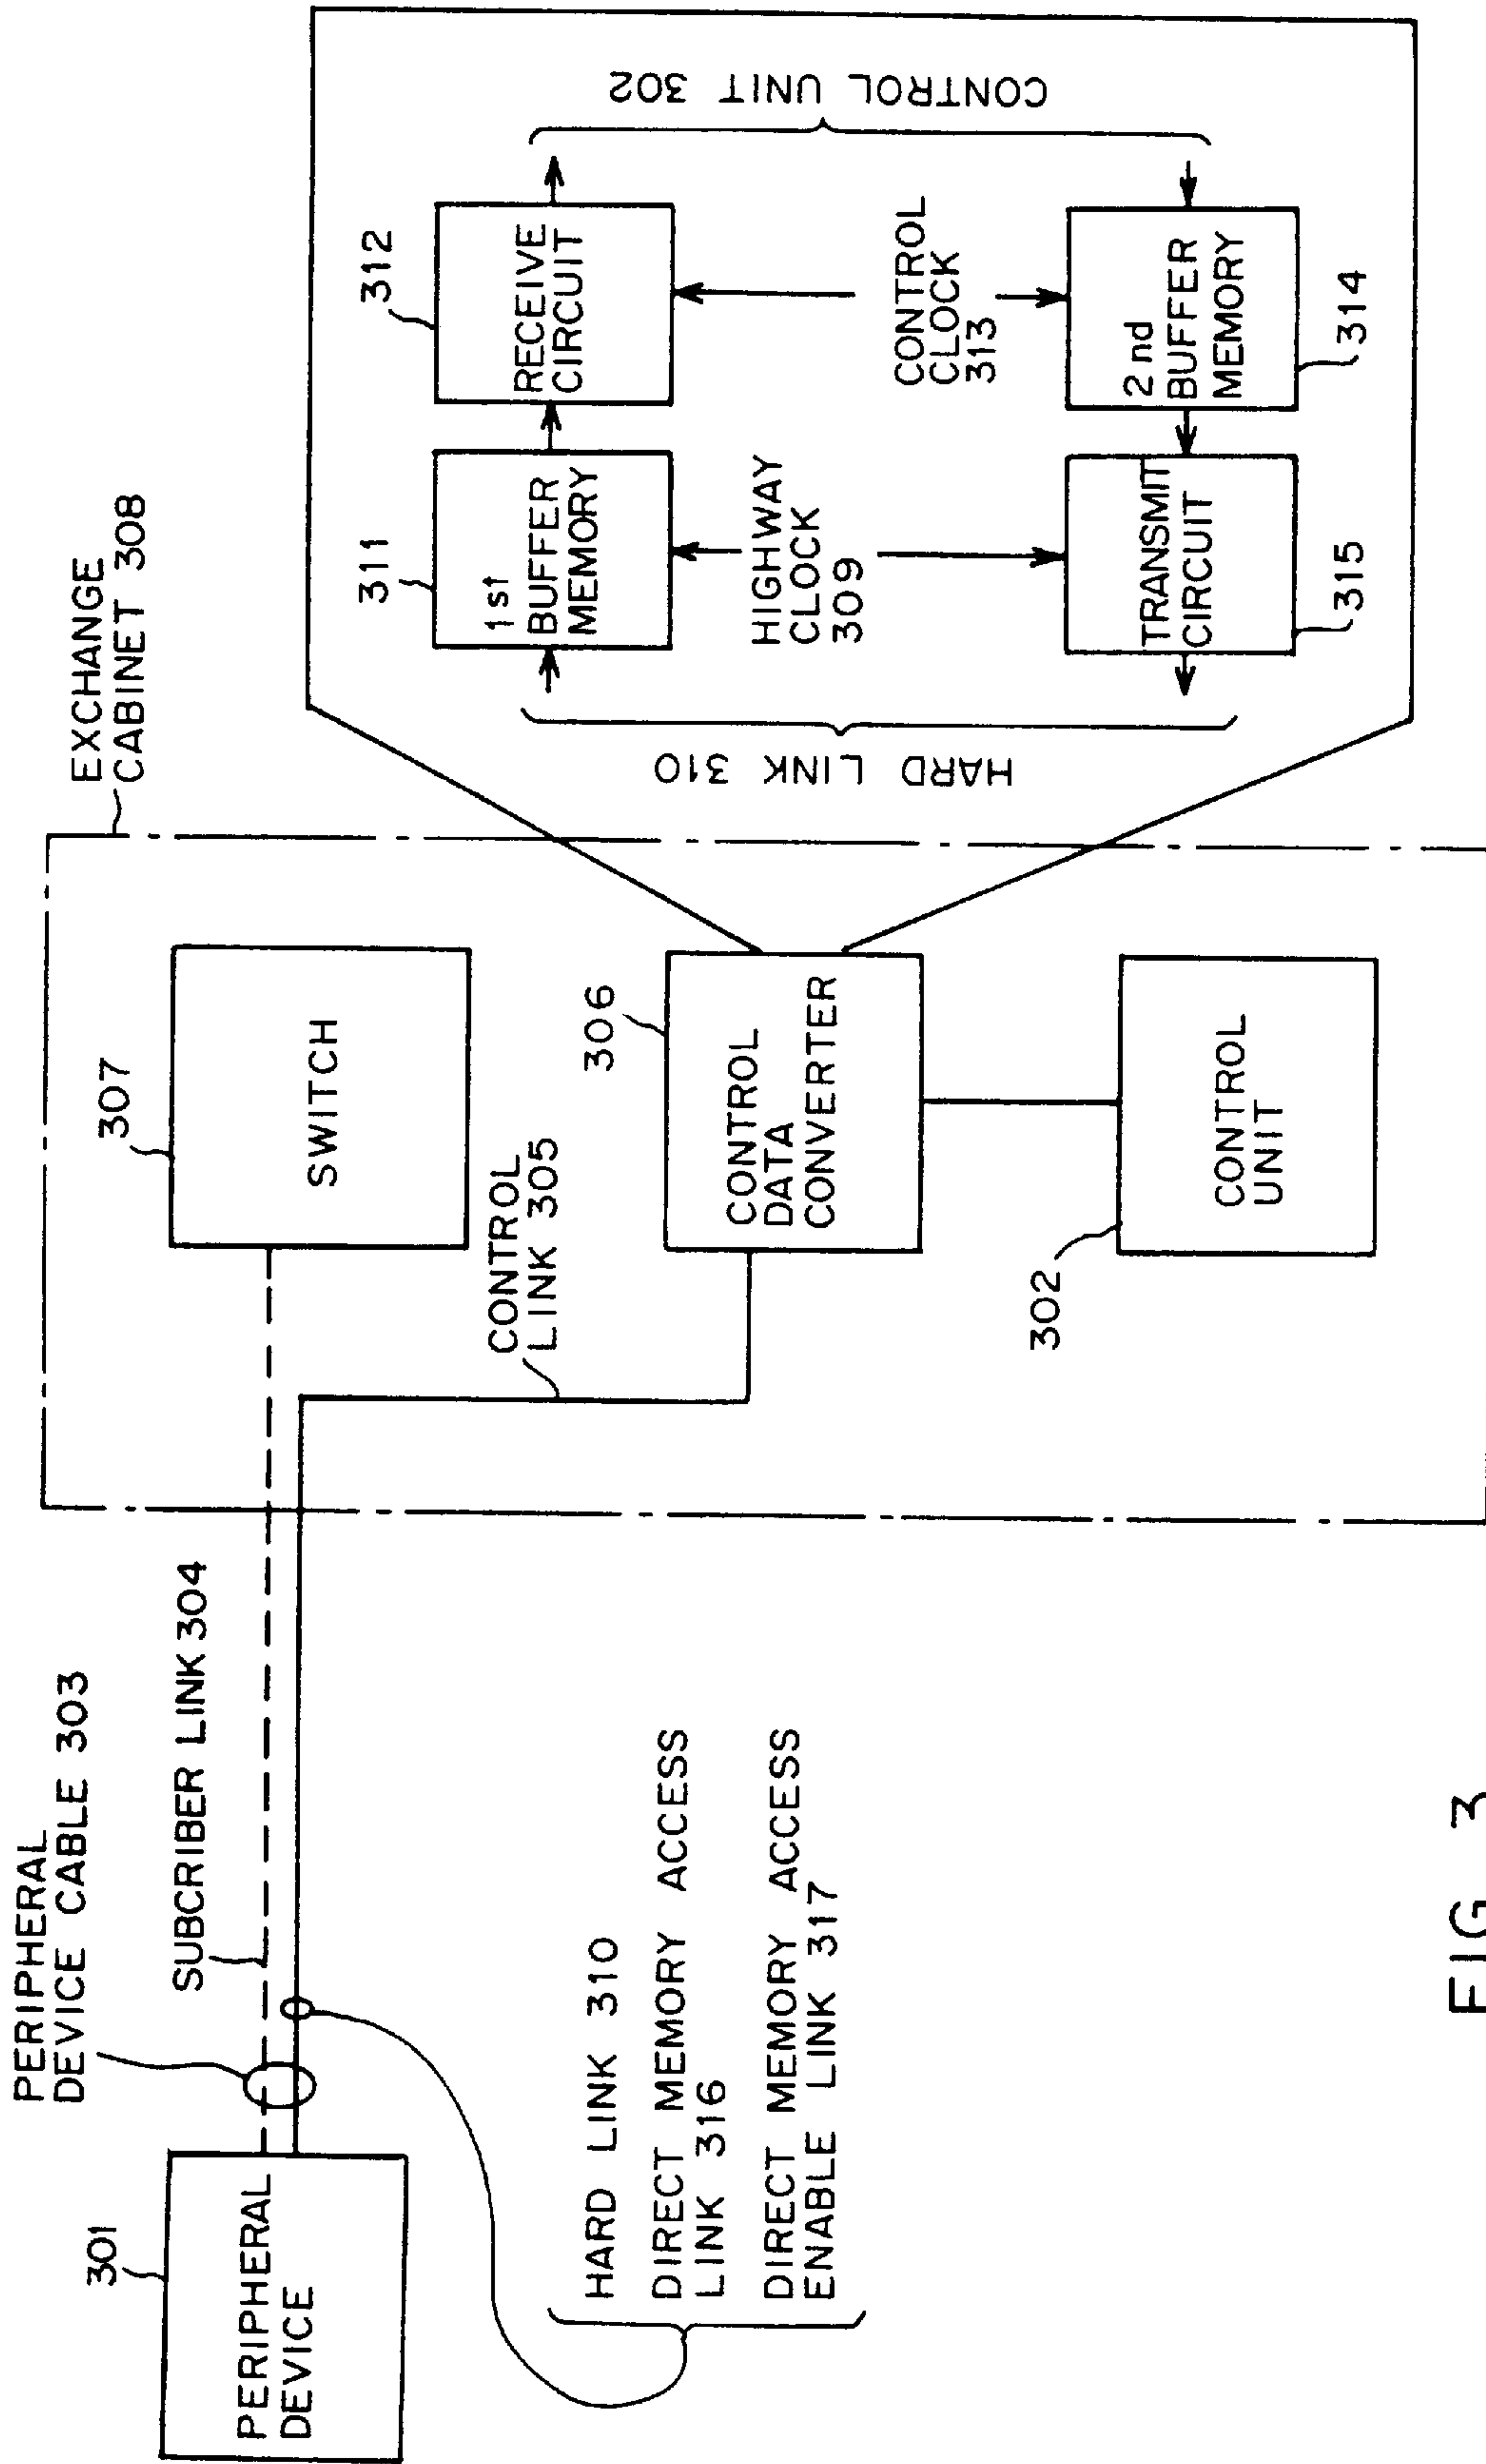 PERIPHERAL
DEVICE CABLE 303
SUBCRIBER LINK 304
301
PERIPHERAL
DEVICE
HARD LINK 310
DIRECT MEMORY ACCESS
LINK 316
DIRECT MEMORY ACCESS
ENABLE LINK 317
EXCHANGE
CABINET 308
307
SWITCH
CONTROL
LINK 305
306
CONTROL
DATA
CONVERTER
302
CONTROL
UNIT
HARD LINK 310
311
1st
BUFFER
MEMORY
312
RECEIVE
CIRCUIT
HIGHWAY
CLOCK
309
CONTROL
CLOCK
313
TRANSMIT
CIRCUIT
315
2nd
BUFFER
MEMORY
314
CONTROL UNIT 302
FIG. 3